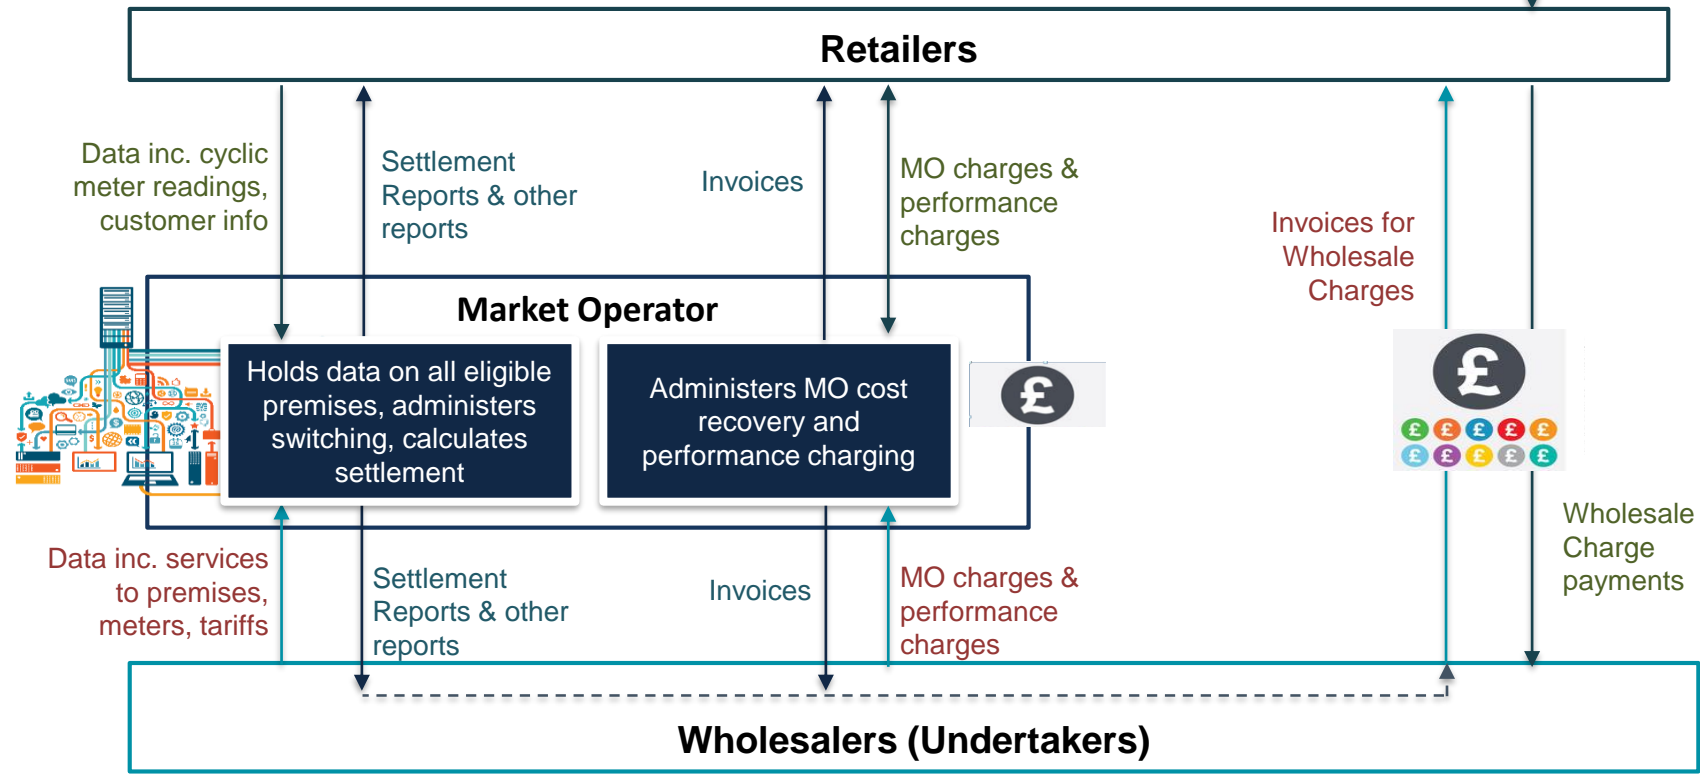 Retailers
Data inc. cyclic
meter readings,
customer info
Settlement
Reports & other
reports
Invoices
MO charges &
performance
charges
Invoices for
Wholesale
Charges
Market Operator
Holds data on all eligible
premises, administers
switching, calculates
settlement
Administers MO cost
recovery and
performance charging
£
£
£ £ £ £ £
£ £ £ £ £
Data inc. services
to premises,
meters, tariffs
Settlement
Reports & other
reports
Invoices
MO charges &
performance
charges
Wholesale
Charge
payments
Wholesalers (Undertakers)